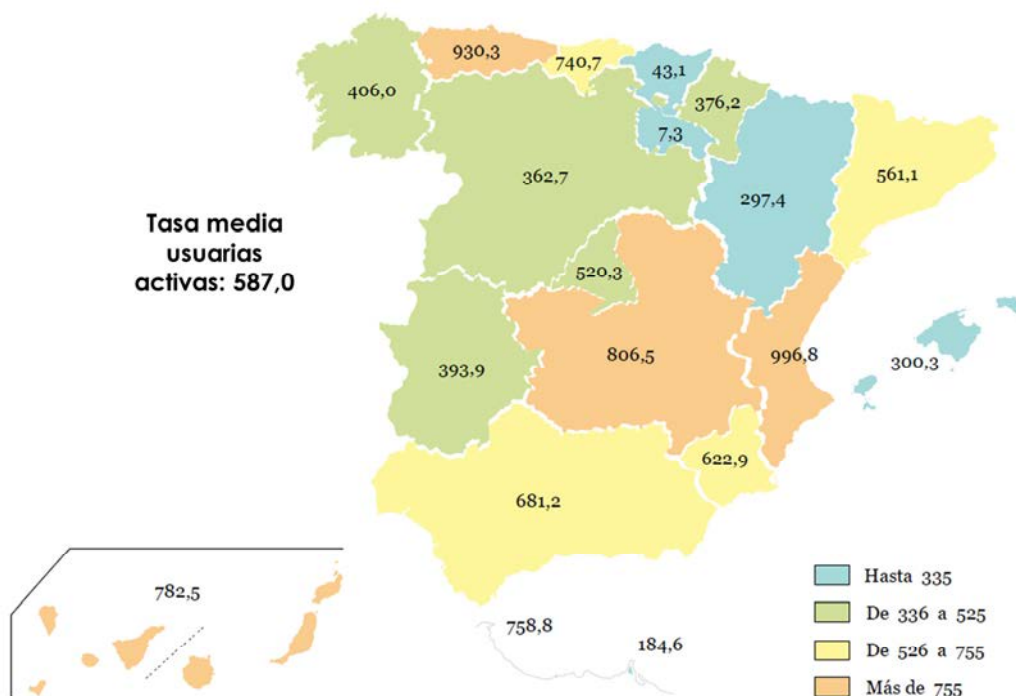 930,3
740,7
43,1
406,0
376,2
7,3
362,7
297,4
561,1
Tasa media
usuarias
activas: 587,0
520,3
393,9
806,5
996,8
300,3
622,9
681,2
782,5
758,8
184,6
Hasta 335
De 336 a 525
De 526 a 755
Más de 755